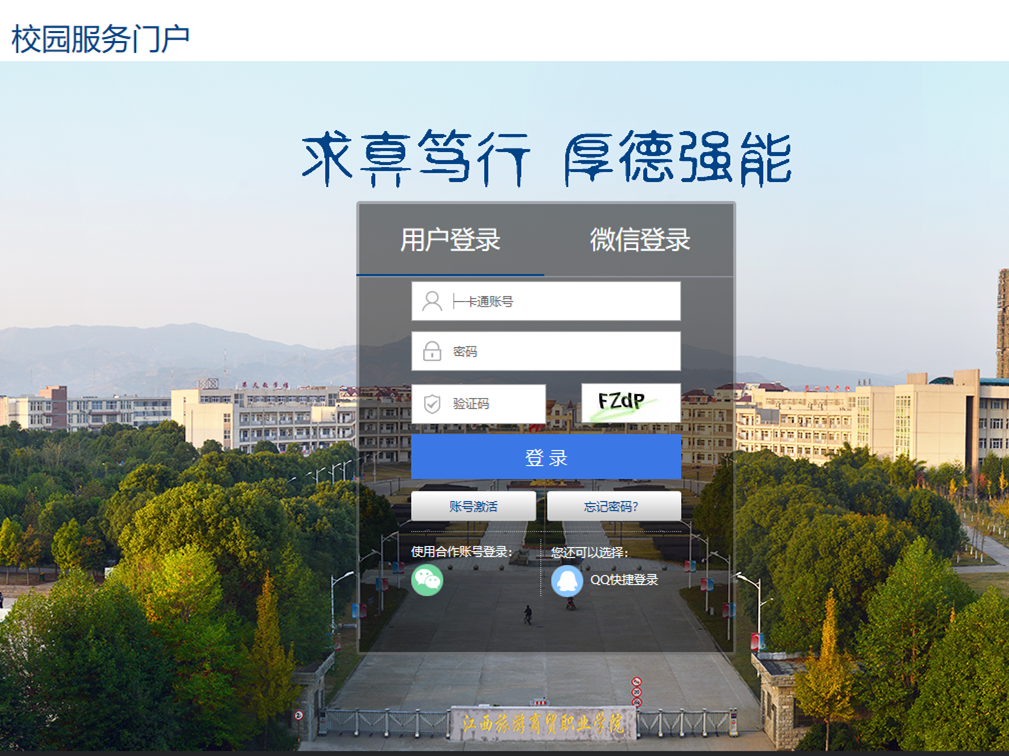 校园服务门户
求真笃行 厚德强能
用户登录 微信登录
一卡通账号
密码
验证码 FZdP
登 录
账号激活 忘记密码?
使用合作账号登录: 您还可以选择:
QQ快捷登录
江西旅游商贸职业学院